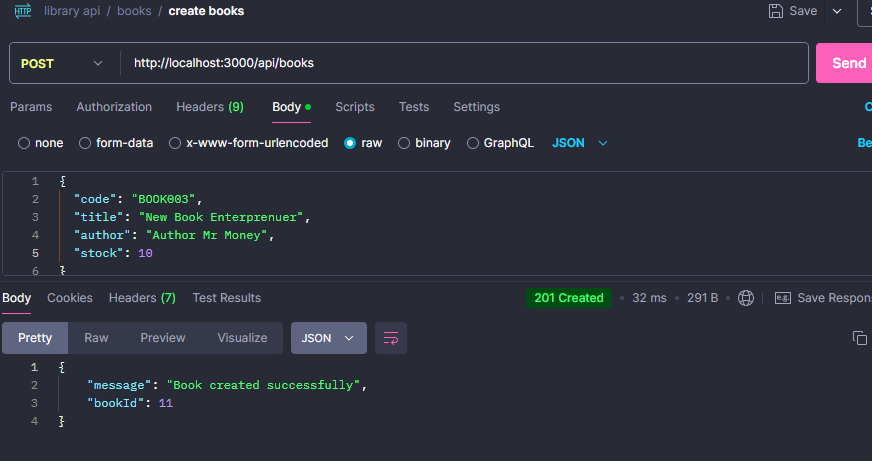 HTTP library api / books / create books Save
POST http://localhost:3000/api/books Send
Params Authorization Headers (9) Body Scripts Tests Settings
none form-data x-www-form-urlencoded raw binary GraphQL JSON Be
1 {
2 "code": "BOOK003",
3 "title": "New Book Enterprenuer",
4 "author": "Author Mr Money",
5 "stock": 10
6 }
Body Cookies Headers (7) Test Results 201 Created • 32 ms • 291 B e.g. Save Respon
Pretty Raw Preview Visualize JSON
1 {
2 "message": "Book created successfully",
3 "bookId": 11
4 }